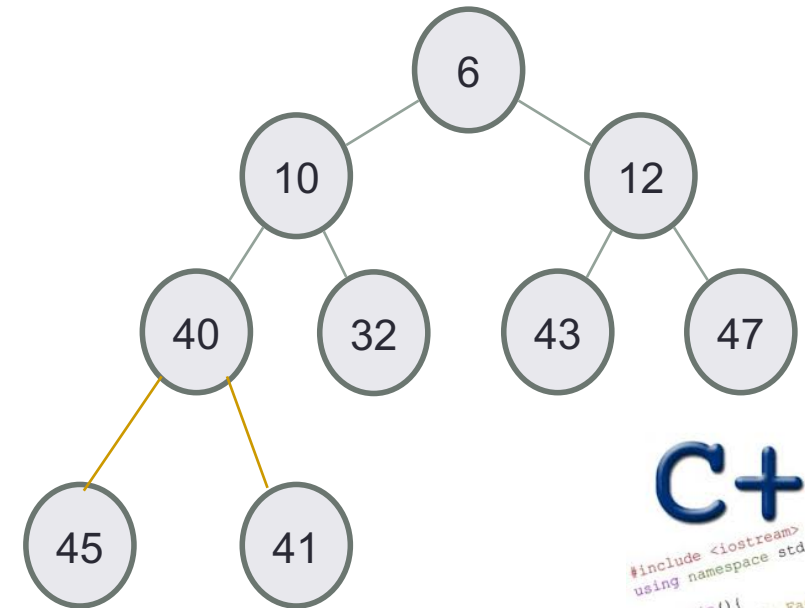 6
10 12
40 32 43 47
45 41
C+
#include <iostream>
using namespace std